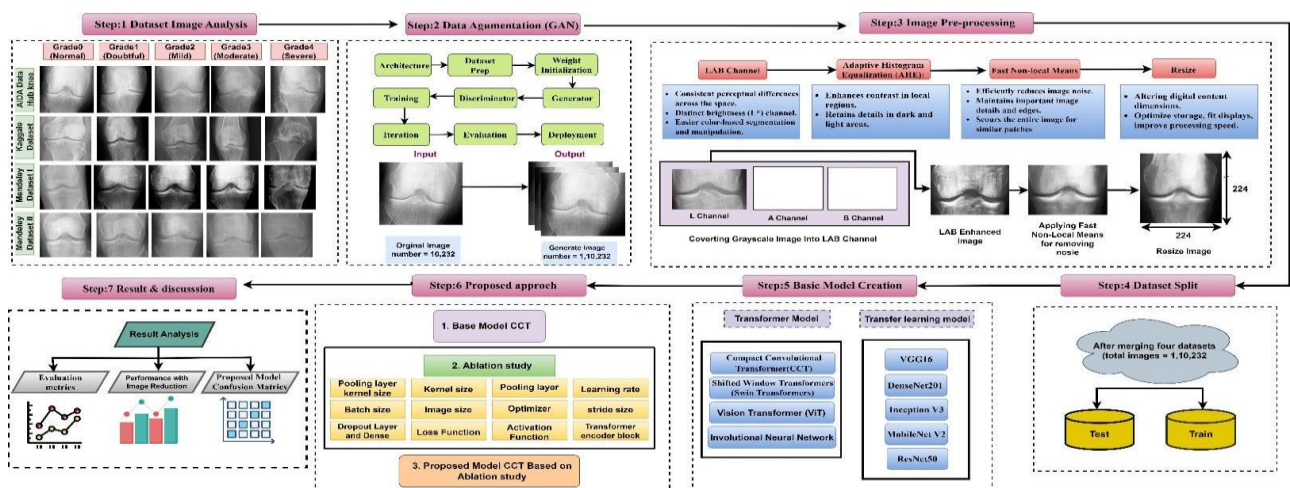 Step:1 Dataset Image Analysis
Grade0
(Normal)
Grade1
(Doubtful)
Grade2
(Mild)
Grade3
(Moderate)
Grade4
(Severe)
AIDA Data
Hub knee
Kaggale
Dataset
Mendeley
Dataset I
Mendeley
Dataset II
Step:2 Data Agumentation (GAN)
Architecture
Dataset
Prep
Weight
Initialization
Training
Discriminator
Generator
Iteration
Evaluation
Deployment
Input
Output
Orginal Image
number = 10,232
Generate Image
number = 1,10,232
Step:3 Image Pre-processing
LAB Channel
Adaptive Histogram
Equalization (AHE):
Fast Non-local Means
Resize
• Consistent perceptual differences
across the space.
• Distinct brightness (L*) channel.
• Easier color-based segmentation
and manipulation.
• Enhances contrast in local
regions.
• Retains details in dark and
light areas.
• Efficiently reduces image noise.
• Maintains important image
details and edges.
• Scours the entire image for
similar patches
• Altering digital content
dimensions.
• Optimize storage, fit displays,
improve processing speed.
L Channel
A Channel
B Channel
Coverting Grayscale Image Into LAB Channel
LAB Enhanced
Image
Applying Fast
Non-Local Means
for removing
nosie
224
224
Rosizo Image
Step:7 Result & discusssion
Result Analysis
Evaluation
metrics
Performance with
Image Reduction
Proposed Model
Confusion Matrics
Step:6 Proposed approch
1. Base Model CCT
2. Ablation study
Pooling layer
kernel size
Kernel size
Pooling layer
Learning rate
Batch size
Image size
Optimizer
stride size
Dropout Layer
and Dense
Loss Function
Activation
Function
Transformer
encoder block
3. Proposed Model CCT Based on
Ablation study
Step:5 Basic Model Creation
Transformer Model
Compact Convolutional
Transformer(CCT)
Shifted Window Transformers
(Swin Transformers)
Vision Transformer (ViT)
Involutional Neural Network
Transfer learning model
VGG16
DenseNet201
Inception V3
MobileNet V2
ResNet50
Step:4 Dataset Split
After merging four datasets
(total images = 1,10,232
Test
Train